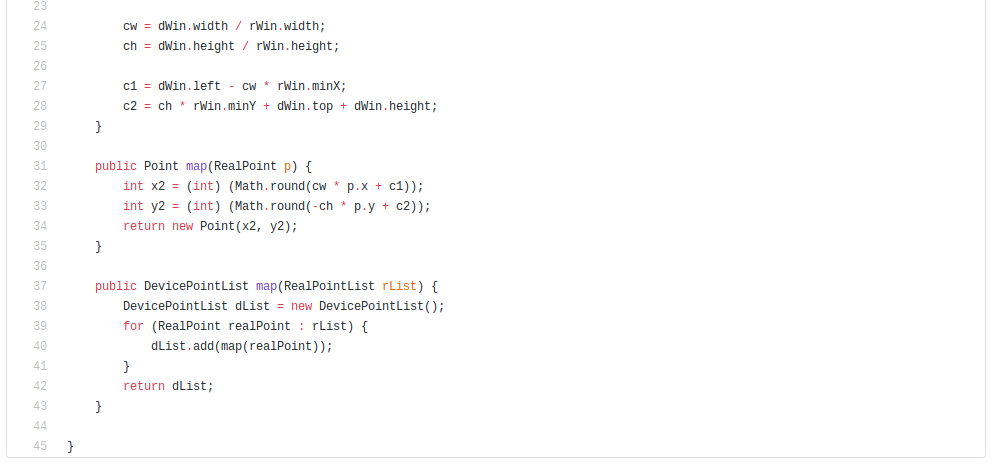 23
24 cw = dWin.width / rWin.width;
25 ch = dWin.height / rWin.height;
26
27 c1 = dWin.left - cw * rWin.minX;
28 c2 = ch * rWin.minY + dWin.top + dWin.height;
29 }
30
31 public Point map(RealPoint p) {
32 int x2 = (int) (Math.round(cw * p.x + c1));
33 int y2 = (int) (Math.round(-ch * p.y + c2));
34 return new Point(x2, y2);
35 }
36
37 public DevicePointList map(RealPointList rList) {
38 DevicePointList dList = new DevicePointList();
39 for (RealPoint realPoint : rList) {
40 dList.add(map(realPoint));
41 }
42 return dList;
43 }
44
45 }